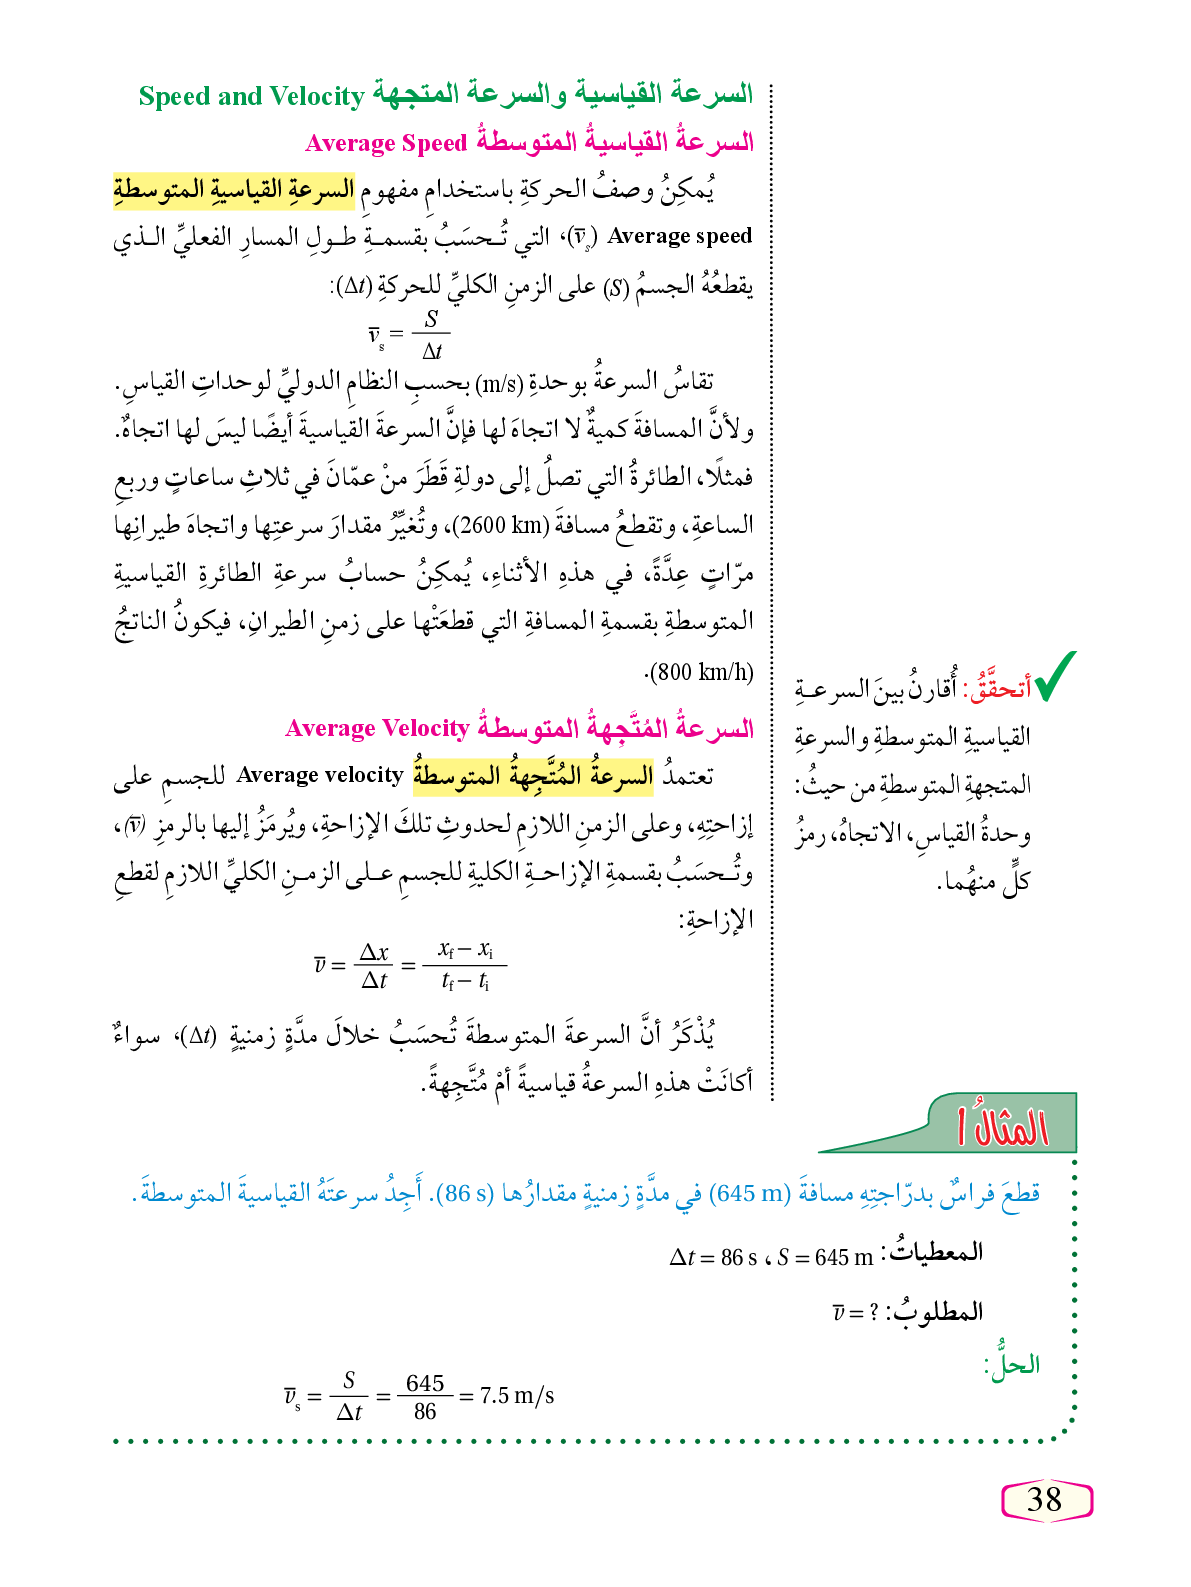 السرعة القياسية والسرعة المتجهة Speed and Velocity
السرعةُ القياسيةُ المتوسطةُ Average Speed
يُمكِنُ وصفُ الحركةِ باستخدامِ مفهومِ السرعةِ القياسيةِ المتوسطةِ
Average speed (v̅s)، التي تُـحسَبُ بقسمـةِ طـولِ المسارِ الفعليِّ الـذي
يقطعُهُ الجسمُ (S) على الزمنِ الكليِّ للحركةِ (Δt):
v̅s = S / Δt
تقاسُ السرعةُ بوحدةِ (m/s) بحسبِ النظامِ الدوليِّ لوحداتِ القياسِ.
ولأنَّ المسافةَ كميةٌ لا اتجاهَ لها فإنَّ السرعةَ القياسيةَ أيضًا ليسَ لها اتجاهٌ.
فمثلًا، الطائرةُ التي تصلُ إلى دولةِ قَطَرَ منْ عمّانَ في ثلاثِ ساعاتٍ وربعِ
الساعةِ، وتقطعُ مسافةَ (2600 km)، وتُغيِّرُ مقدارَ سرعتِها واتجاهَ طيرانِها
مرّاتٍ عِدَّةً، في هذهِ الأثناءِ، يُمكِنُ حسابُ سرعةِ الطائرةِ القياسيةِ
المتوسطةِ بقسمةِ المسافةِ التي قطعَتْها على زمنِ الطيرانِ، فيكونُ الناتجُ
(800 km/h).
السرعةُ المُتَّجِهةُ المتوسطةُ Average Velocity
تعتمدُ السرعةُ المُتَّجِهةُ المتوسطةُ Average velocity للجسمِ على
إزاحتِهِ، وعلى الزمنِ اللازمِ لحدوثِ تلكَ الإزاحةِ، ويُرمَزُ إليها بالرمزِ (v̅)،
وتُـحسَبُ بقسمةِ الإزاحـةِ الكليةِ للجسمِ عـلى الزمـنِ الكليِّ اللازمِ لقطعِ
الإزاحةِ:
v̅ = Δx / Δt = xf − xi / tf − ti
يُذْكَرُ أنَّ السرعةَ المتوسطةَ تُحسَبُ خلالَ مدَّةٍ زمنيةٍ (Δt)، سواءٌ
أكانَتْ هذهِ السرعةُ قياسيةً أمْ مُتَّجِهةً.
أتحقَّقُ: أُقارنُ بينَ السرعـةِ
القياسيةِ المتوسطةِ والسرعةِ
المتجهةِ المتوسطةِ من حيثُ:
وحدةُ القياسِ، الاتجاهُ، رمزُ
كلٍّ منهُما.
المثالُ 1
قطعَ فراسٌ بدرّاجتِهِ مسافةَ (645 m) في مدَّةٍ زمنيةٍ مقدارُها (86 s). أَجِدُ سرعتَهُ القياسيةَ المتوسطةَ.
المعطياتُ: Δt = 86 s ، S = 645 m
المطلوبُ: v̅ = ?
الحلُّ:
v̅s = S / Δt = 645 / 86 = 7.5 m/s
38